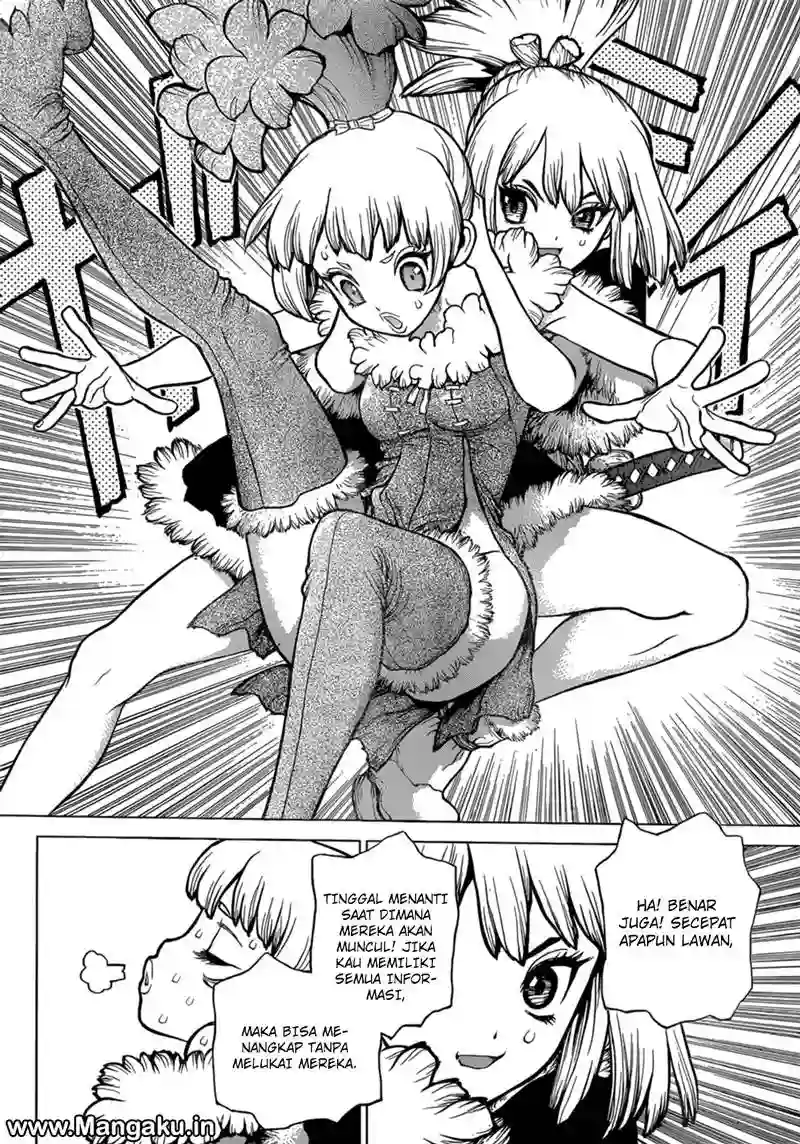 HA! BENAR
JUGA! SECEPAT
APAPUN LAWAN,
TINGGAL MENANTI
SAAT DIMANA
MEREKA AKAN
MUNCUL! JIKA
KAU MEMILIKI
SEMUA INFOR-
MASI,
MAKA BISA ME-
NANGKAP TANPA
MELUKAI MEREKA.
www.Mangaku.in